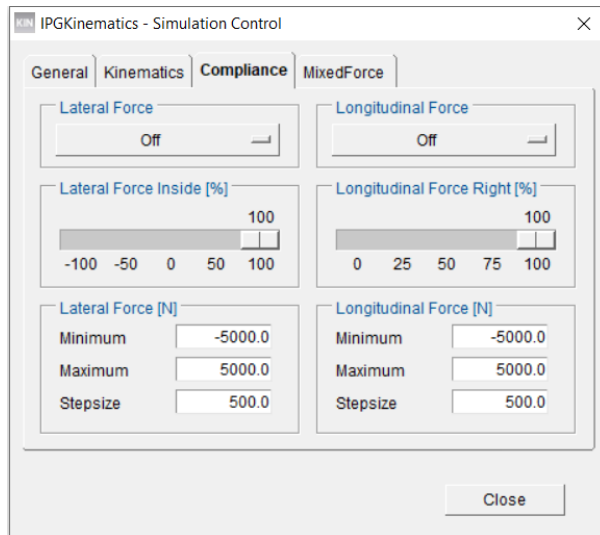 KIN IPGKinematics - Simulation Control
General Kinematics Compliance MixedForce
Lateral Force
Off
Longitudinal Force
Off
Lateral Force Inside [%]
100
-100 -50 0 50 100
Longitudinal Force Right [%]
100
0 25 50 75 100
Lateral Force [N]
Minimum -5000.0
Maximum 5000.0
Stepsize 500.0
Longitudinal Force [N]
Minimum -5000.0
Maximum 5000.0
Stepsize 500.0
Close